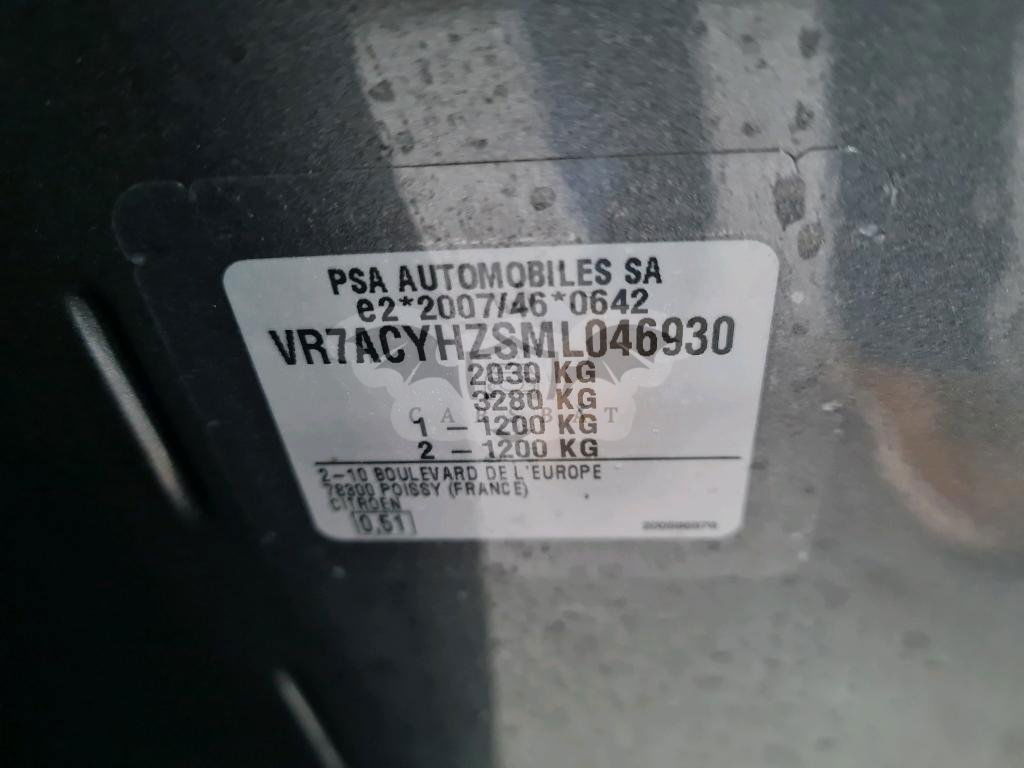 PSA AUTOMOBILES SA
e2*2007/46*0642
VR7ACYHZSML046930
2030 KG
3280 KG
1 - 1200 KG
2 - 1200 KG
2-10 BOULEVARD DE L'EUROPE
78300 POISSY (FRANCE)
CITROEN
0,51